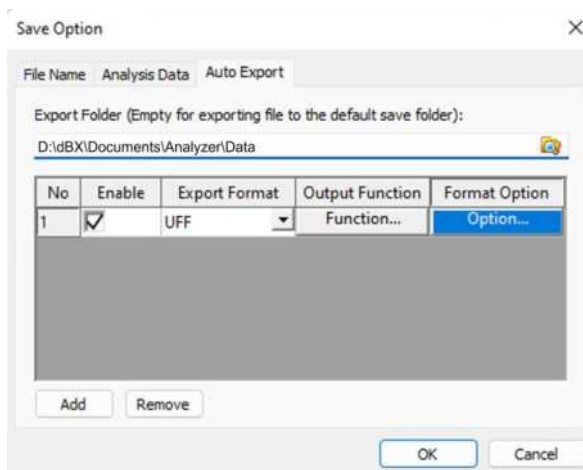 Save Option
File Name Analysis Data Auto Export
Export Folder (Empty for exporting file to the default save folder):
D:\dBX\Documents\Analyzer\Data
No Enable Export Format Output Function Format Option
1 UFF Function... Option...
Add Remove
OK Cancel